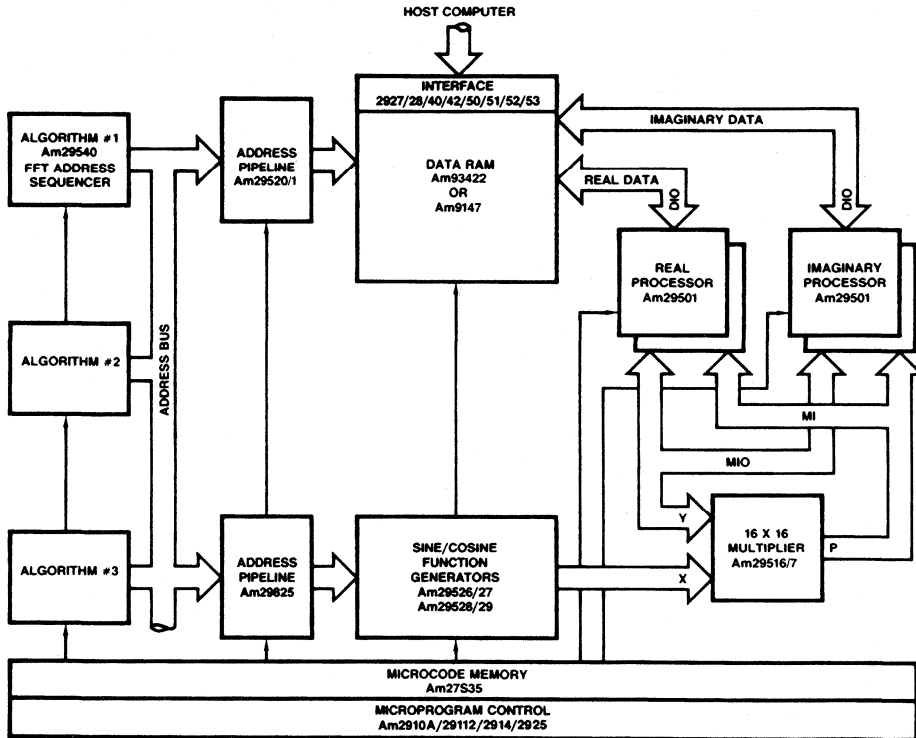 HOST COMPUTER
INTERFACE
2927/28/40/42/50/51/52/53
ALGORITHM #1
Am29540
FFT ADDRESS
SEQUENCER
ADDRESS
PIPELINE
Am29520/1
DATA RAM
Am93422
OR
Am9147
IMAGINARY DATA
REAL DATA
DIO
DIO
REAL
PROCESSOR
Am29501
IMAGINARY
PROCESSOR
Am29501
ALGORITHM #2
ADDRESS BUS
MI
MIO
ALGORITHM #3
ADDRESS
PIPELINE
Am29825
SINE/COSINE
FUNCTION
GENERATORS
Am29526/27
Am29528/29
Y
X
16 X 16
MULTIPLIER
Am29516/7
P
MICROCODE MEMORY
Am27S35
MICROPROGRAM CONTROL
Am2910A/29112/2914/2925